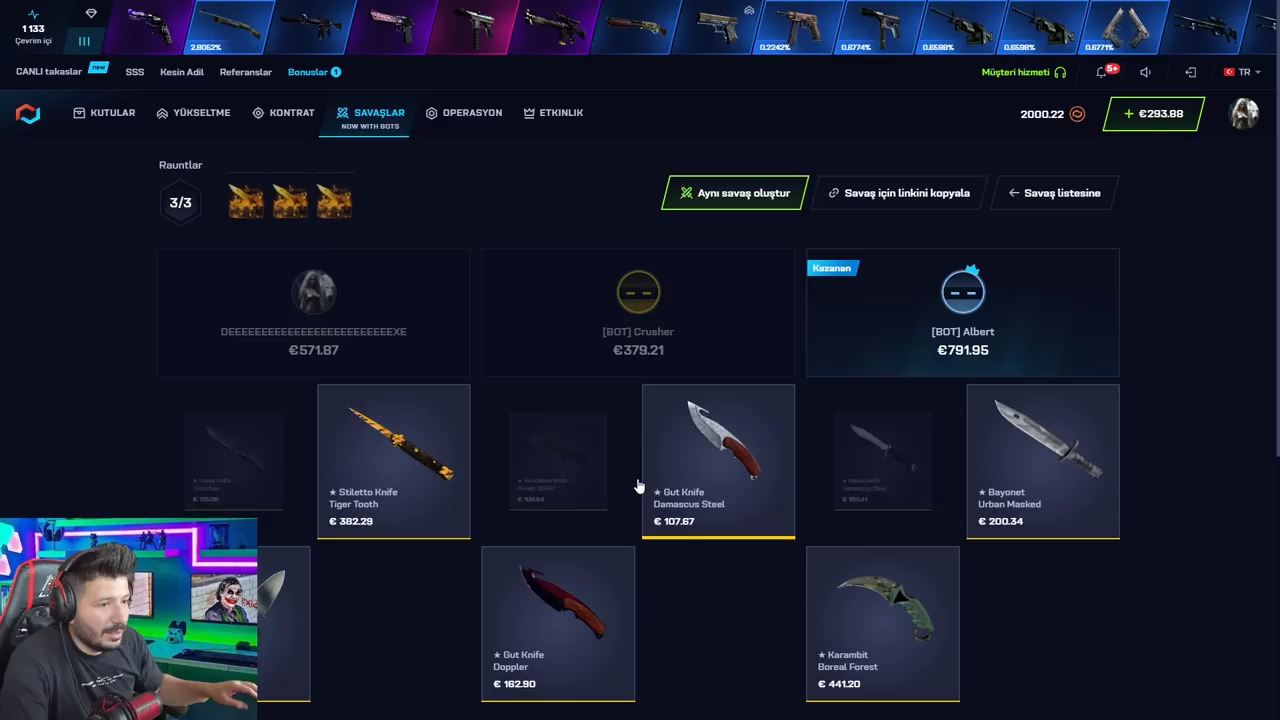 1 133
Çevrim içi
2.8052%
0.2242%
0.6774%
0.6598%
0.6598%
0.6771%
CANLI takaslar
new
SSS
Kesin Adil
Referanslar
Bonuslar
1
Müşteri hizmeti
5+
TR
KUTULAR
YÜKSELTME
KONTRAT
SAVAŞLAR
NOW WITH BOTS
OPERASYON
ETKINLIK
2000.22
+ €293.88
Rauntlar
3/3
Aynı savaş oluştur
Savaş için linkini kopyala
Savaş listesine
DEEEEEEEEEEEEEEEEEEEEEEEEEXE
€571.87
[BOT] Crusher
€379.21
Kazanan
[BOT] Albert
€791.95
★ Stiletto Knife
Tiger Tooth
€ 382.29
★ Gut Knife
Damascus Steel
€ 107.67
★ Bayonet
Urban Masked
€ 200.34
★ Gut Knife
Doppler
€ 162.90
★ Karambit
Boreal Forest
€ 441.20